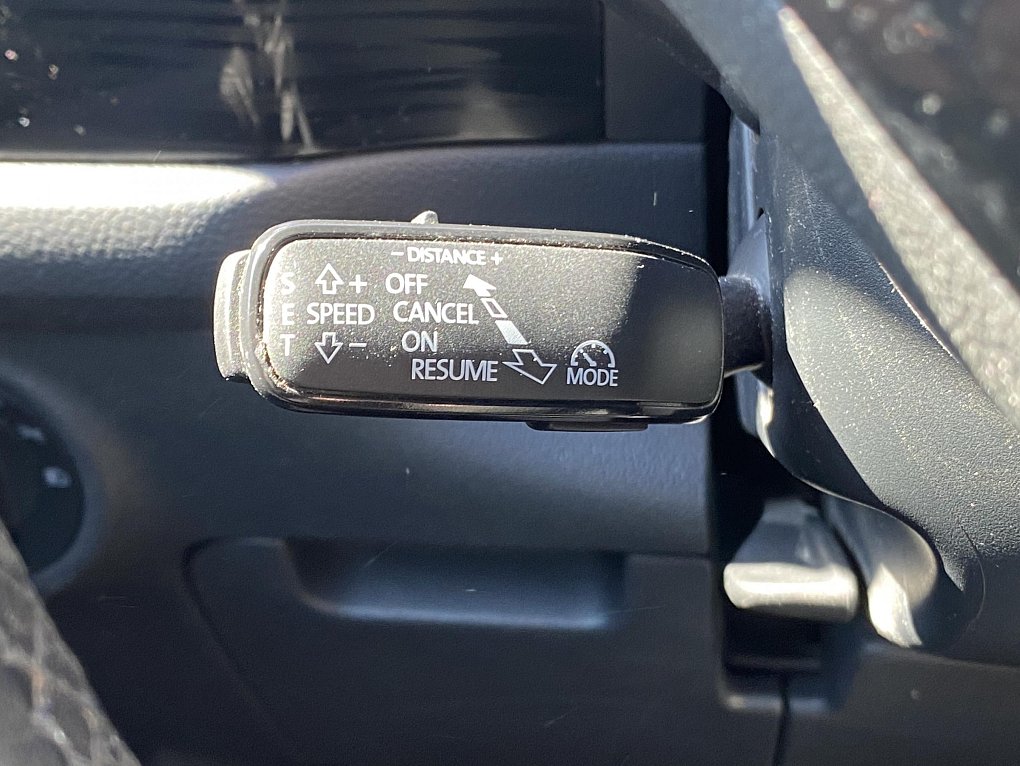 - DISTANCE +
S + OFF
E SPEED CANCEL
T - ON
RESUME MODE